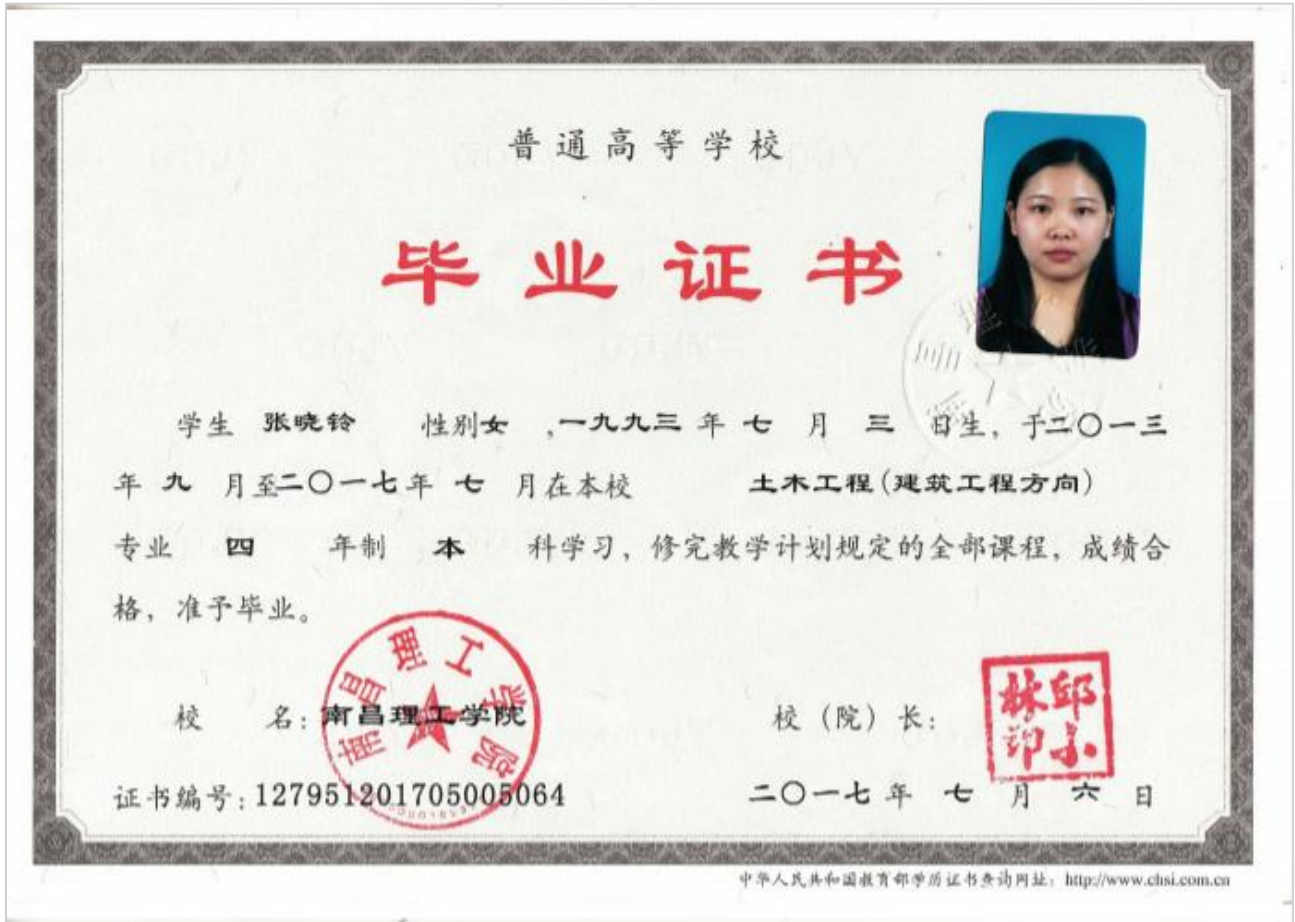 普通高等学校
毕业证书
学生 张晓铃 性别女 ,一九九三 年 七 月 三 日生，于二〇一三
年 九 月至二〇一七年 七 月在本校 土木工程(建筑工程方向)
专业 四 年制 本 科学习，修完教学计划规定的全部课程，成绩合
格，准予毕业。
南昌理工学院
校 名：南昌理工学院 校（院）长：
证书编号：127951201705005064 二〇一七 年 七 月 六 日
中华人民共和国教育部学历证书查询网址：http://www.chsi.com.cn